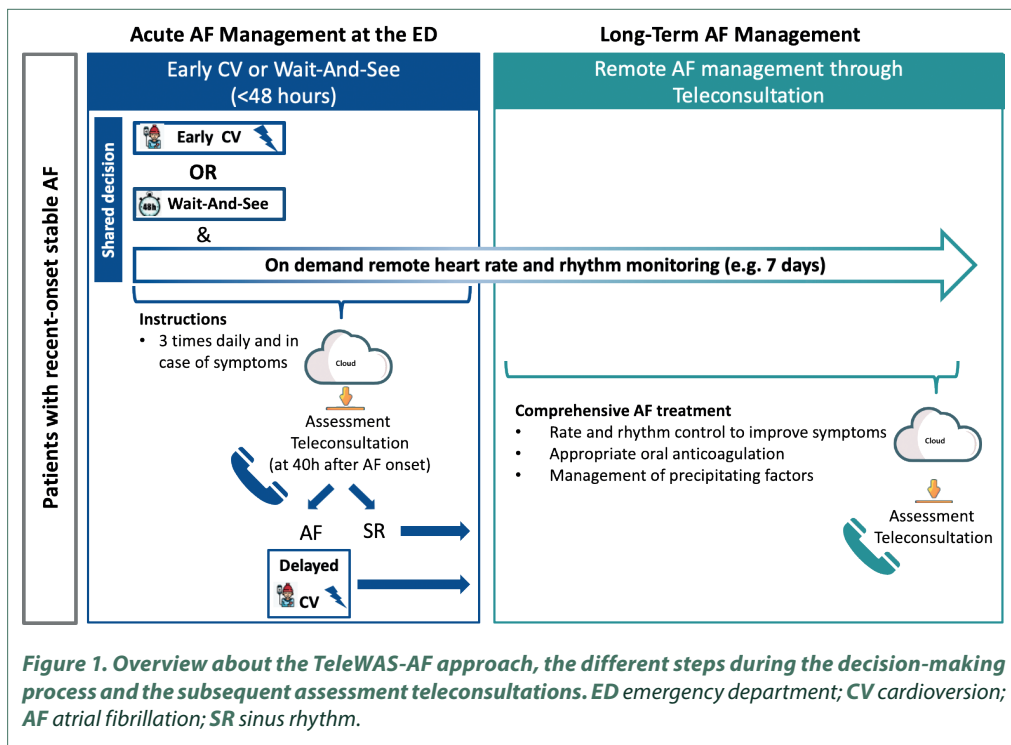 Acute AF Management at the ED
Long-Term AF Management
Patients with recent-onset stable AF
Early CV or Wait-And-See
(<48 hours)
Shared decision
Early CV
OR
48h
Wait-And-See
&
Remote AF management through
Teleconsultation
On demand remote heart rate and rhythm monitoring (e.g. 7 days)
Instructions
• 3 times daily and in
case of symptoms
Cloud
Assessment
Teleconsultation
(at 40h after AF onset)
AF
SR
Delayed
CV
Comprehensive AF treatment
• Rate and rhythm control to improve symptoms
• Appropriate oral anticoagulation
• Management of precipitating factors
Cloud
Assessment
Teleconsultation
Figure 1. Overview about the TeleWAS-AF approach, the different steps during the decision-making
process and the subsequent assessment teleconsultations. ED emergency department; CV cardioversion;
AF atrial fibrillation; SR sinus rhythm.